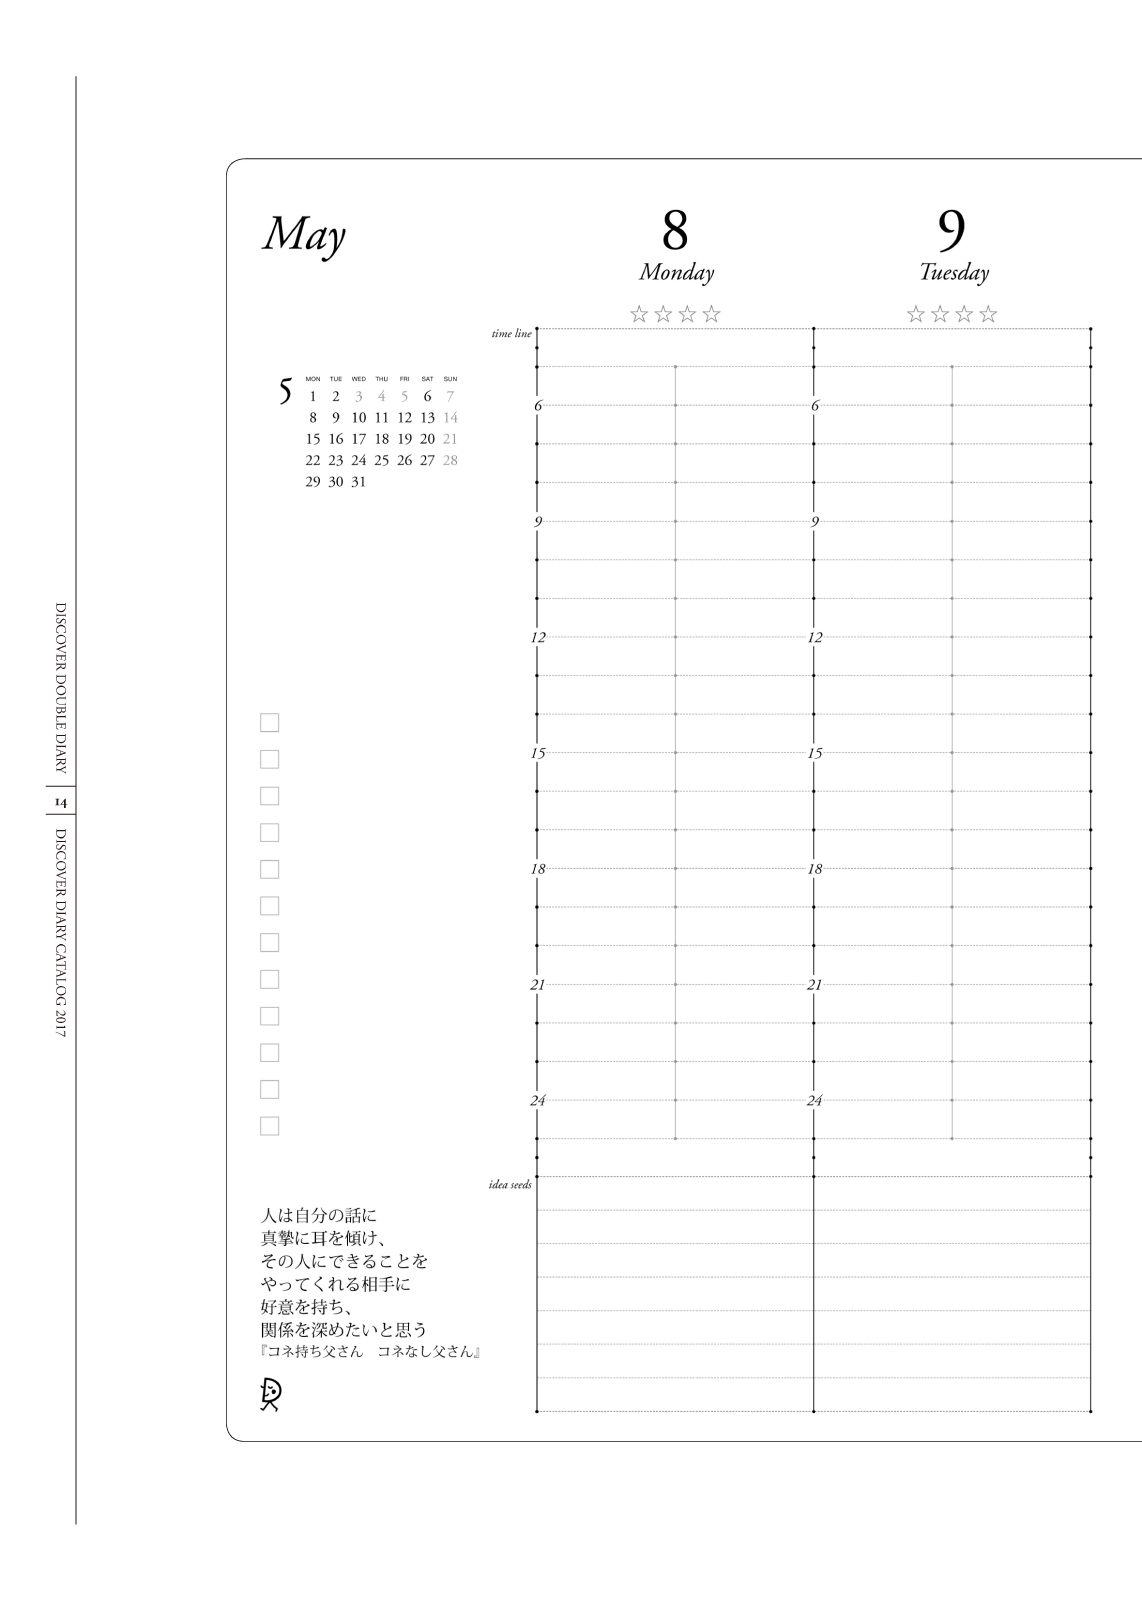 May
8
Monday
☆☆☆☆
9
Tuesday
☆☆☆☆
5
MON TUE WED THU FRI SAT SUN
1 2 3 4 5 6 7
8 9 10 11 12 13 14
15 16 17 18 19 20 21
22 23 24 25 26 27 28
29 30 31
time line
6 6
9 9
12 12
15 15
18 18
21 21
24 24
idea seeds
人は自分の話に
真摯に耳を傾け、
その人にできることを
やってくれる相手に
好意を持ち、
関係を深めたいと思う
『コネ持ち父さん　コネなし父さん』
DISCOVER DOUBLE DIARY
14
DISCOVER DIARY CATALOG 2017